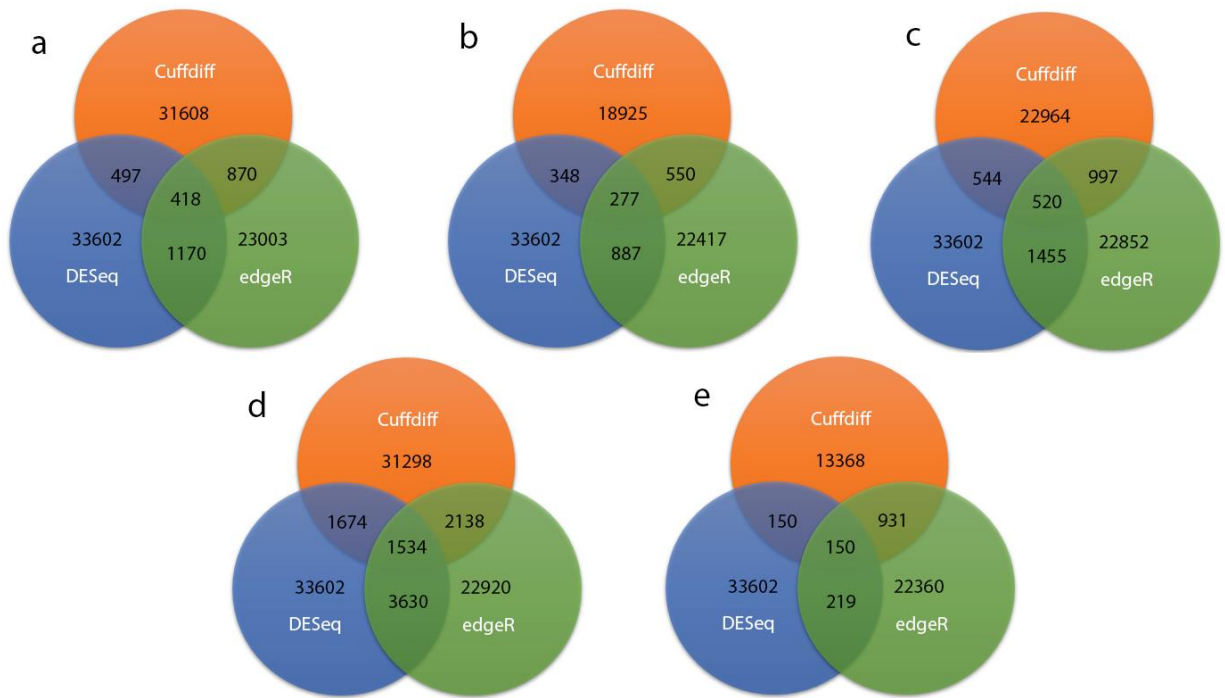 a
Cuffdiff
31608
497
870
418
33602
1170
23003
DESeq
edgeR
b
Cuffdiff
18925
348
550
277
33602
887
22417
DESeq
edgeR
c
Cuffdiff
22964
544
997
520
33602
1455
22852
DESeq
edgeR
d
Cuffdiff
31298
1674
2138
1534
33602
3630
22920
DESeq
edgeR
e
Cuffdiff
13368
150
931
150
33602
219
22360
DESeq
edgeR